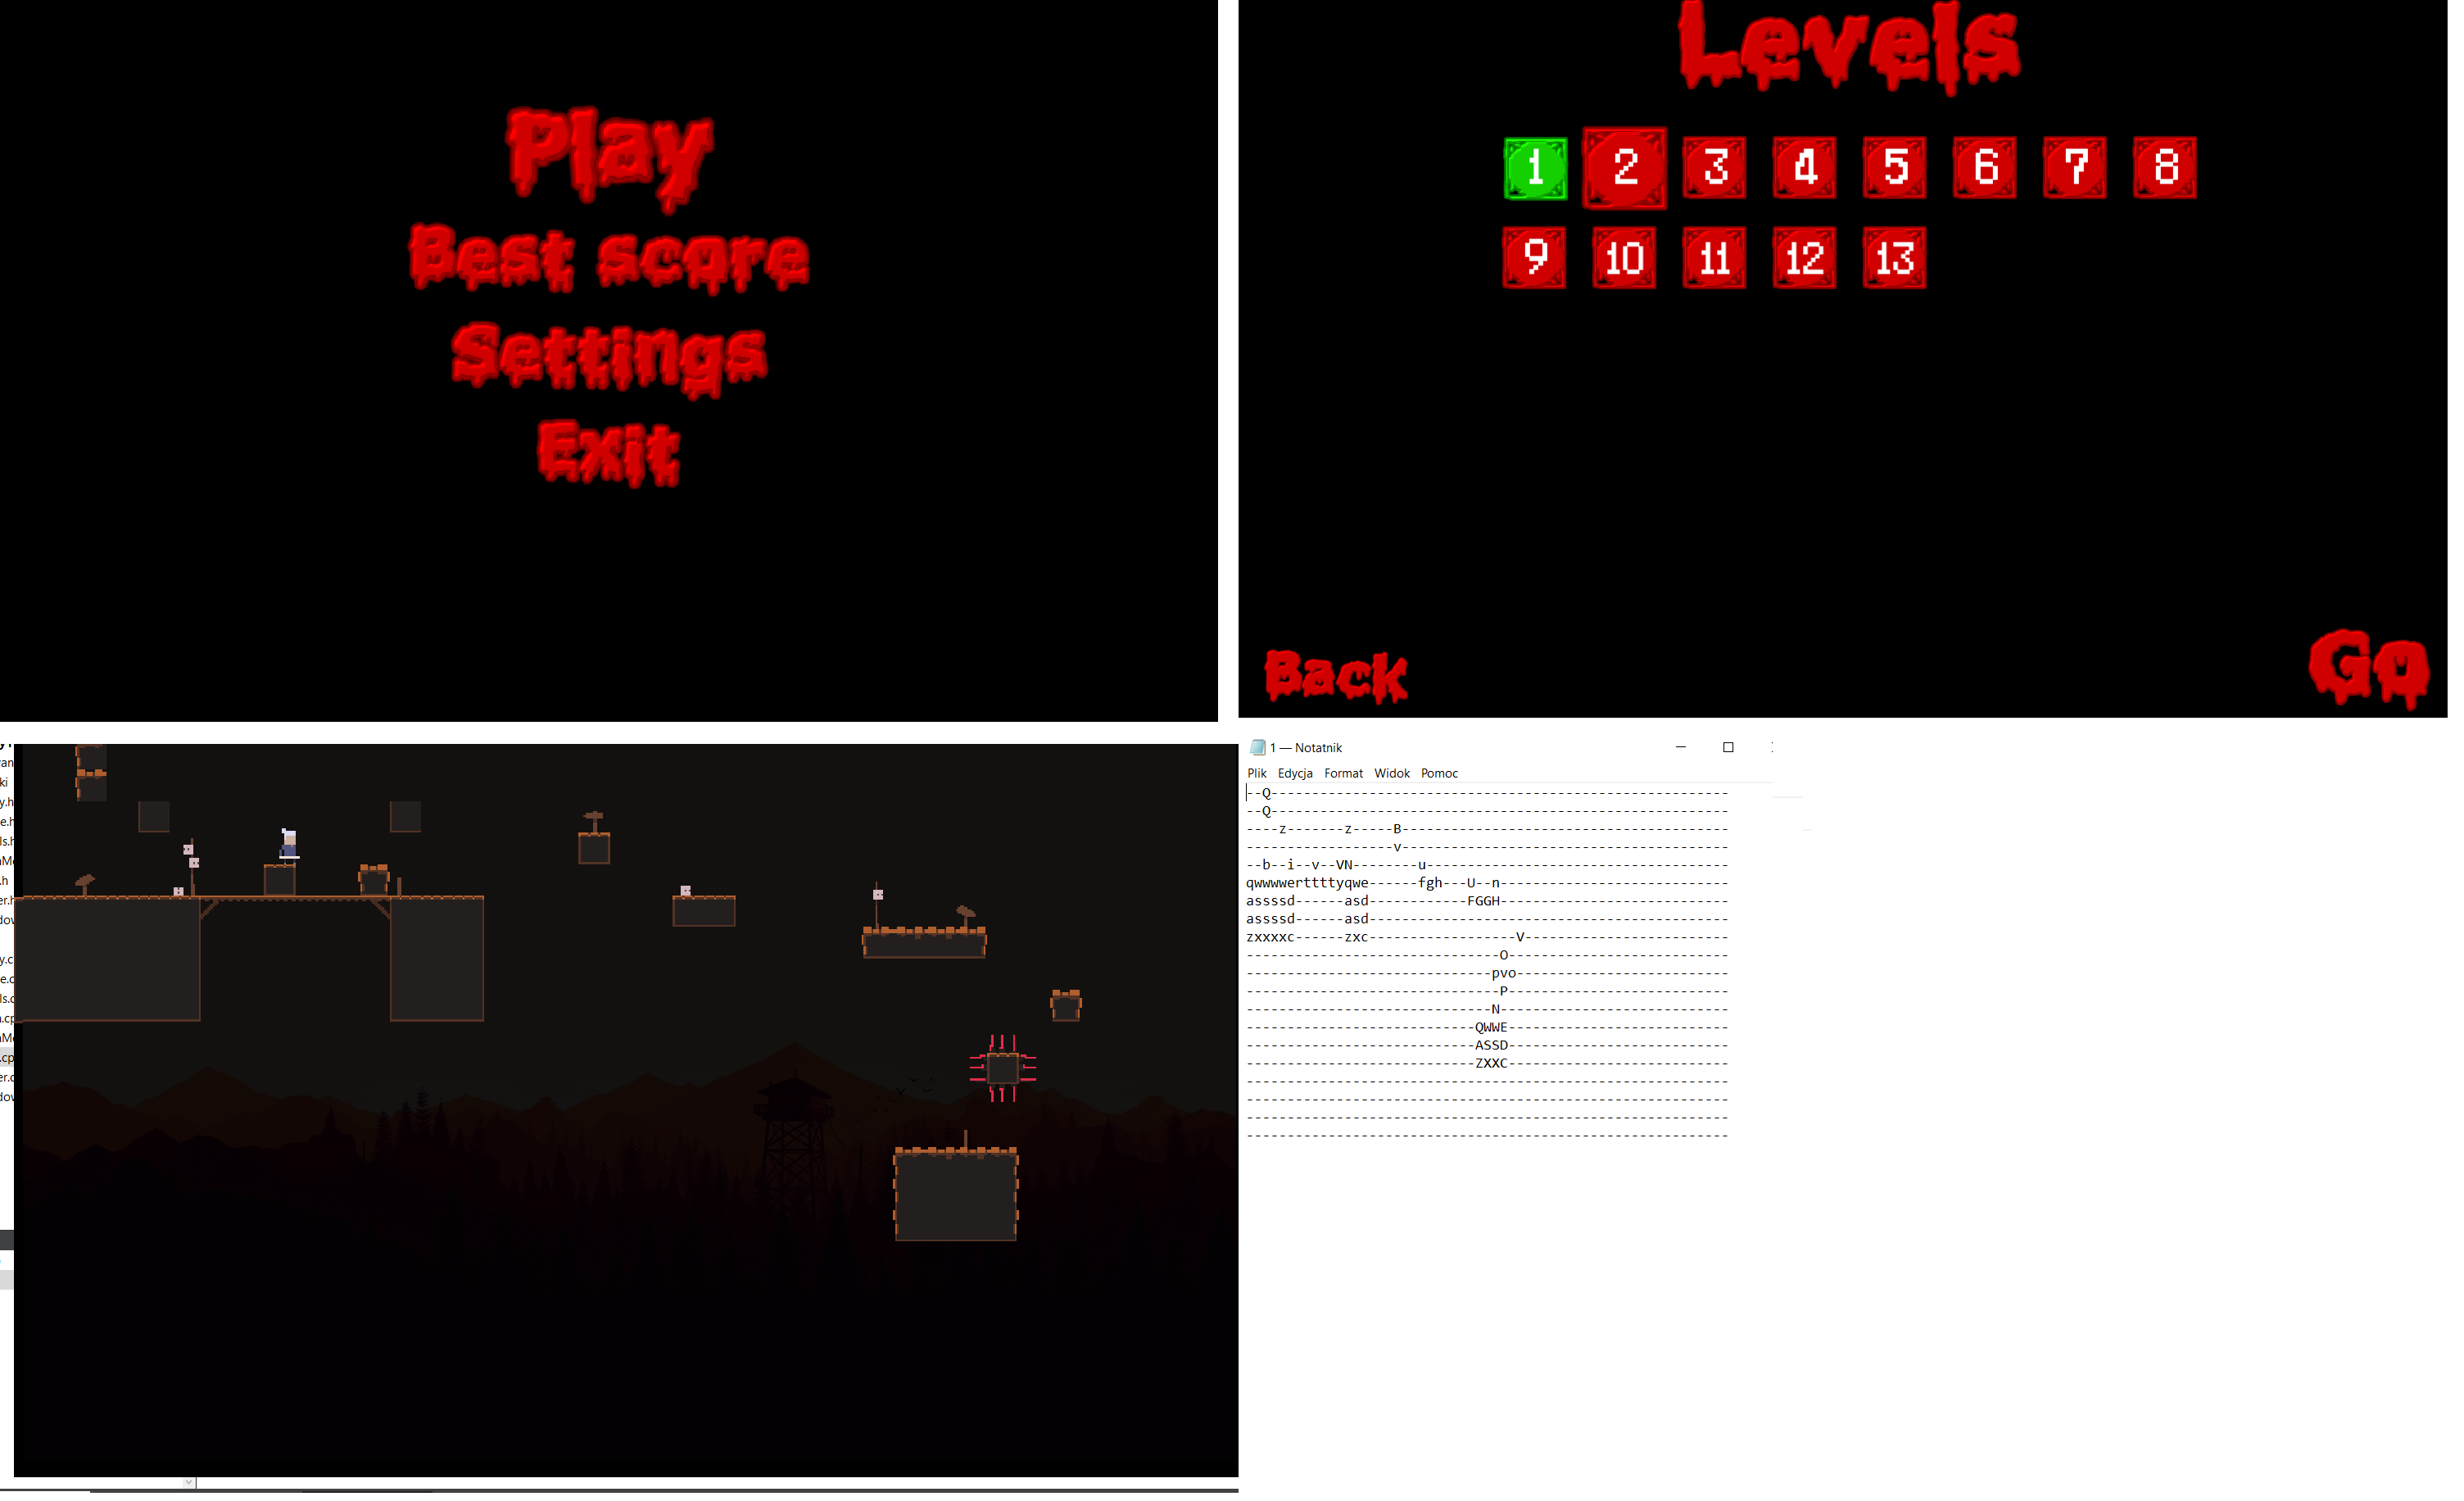 Play
Best score
Settings
Exit
Levels
1 2 3 4 5 6 7 8
9 10 11 12 13
Back
Go
1 — Notatnik
Plik Edycja Format Widok Pomoc
--Q--------------------------------------------------------
--Q--------------------------------------------------------
----z-------z-----B----------------------------------------
------------------v----------------------------------------
--b--i--v--VN--------u-------------------------------------
qwwwwerttttyqwe------fgh---U--n----------------------------
assssd------asd------------FGGH----------------------------
assssd------asd--------------------------------------------
zxxxxc------zxc------------------V-------------------------
-------------------------------O---------------------------
------------------------------pvo--------------------------
-------------------------------P---------------------------
------------------------------N----------------------------
----------------------------QWWE---------------------------
----------------------------ASSD---------------------------
----------------------------ZXXC---------------------------
-----------------------------------------------------------
-----------------------------------------------------------
-----------------------------------------------------------
-----------------------------------------------------------